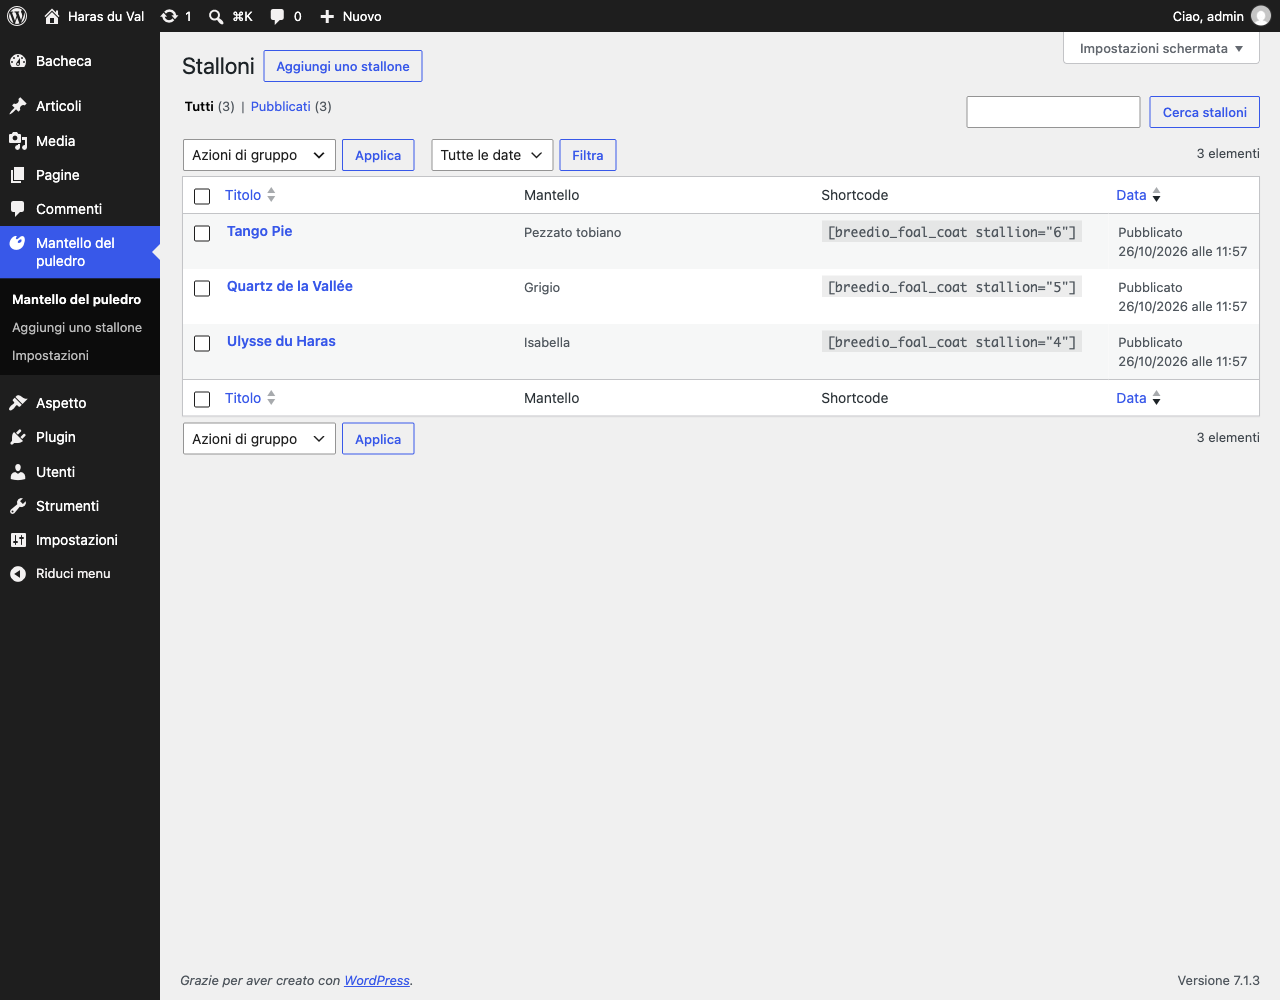 Haras du Val 1 ⌘K 0 Nuovo Ciao, admin
Bacheca
Articoli
Media
Pagine
Commenti
Mantello del
puledro
Mantello del puledro
Aggiungi uno stallone
Impostazioni
Aspetto
Plugin
Utenti
Strumenti
Impostazioni
Riduci menu
Impostazioni schermata
Stalloni Aggiungi uno stallone
Tutti (3) | Pubblicati (3)
Cerca stalloni
Azioni di gruppo Applica Tutte le date Filtra 3 elementi
Titolo Mantello Shortcode Data
Tango Pie Pezzato tobiano [breedio_foal_coat stallion="6"] Pubblicato
26/10/2026 alle 11:57
Quartz de la Vallée Grigio [breedio_foal_coat stallion="5"] Pubblicato
26/10/2026 alle 11:57
Ulysse du Haras Isabella [breedio_foal_coat stallion="4"] Pubblicato
26/10/2026 alle 11:57
Titolo Mantello Shortcode Data
Azioni di gruppo Applica 3 elementi
Grazie per aver creato con WordPress. Versione 7.1.3